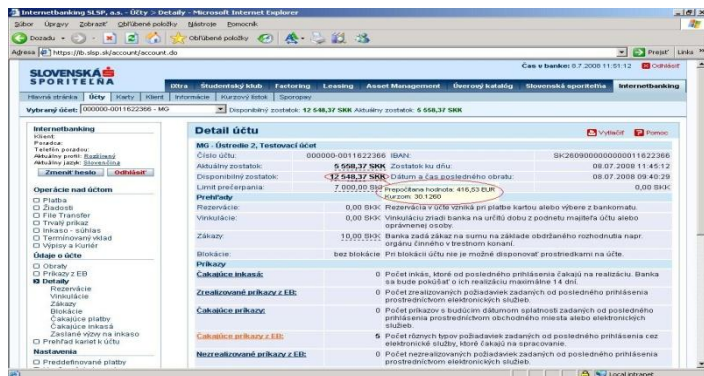 Internetbanking SLSP, a.s. - Účty > Detaily - Microsoft Internet Explorer
Súbor Úpravy Zobraziť Obľúbené položky Nástroje Pomocník
Dozadu Obľúbené položky
Adresa https://ib.slsp.sk/account/account.do Prejsť Links
Čas v banke: 8.7.2008 11:51:12 Odhlásiť
SLOVENSKÁ
SPORITEĽŇA
iXtra Študentský klub Factoring Leasing Asset Management Úverový katalóg Slovenská sporiteľňa Internetbanking
Hlavná stránka Účty Karty Klient Informácie Kurzový lístok Sporopay
Vybraný účet: 000000-0011622366 - MG Disponibilný zostatok: 12 548,37 SKK Aktuálny zostatok: 5 558,37 SKK
Internetbanking
Klient:
Poradca:
Telefón poradcu:
Aktuálny profil: Rozšírený
Aktuálny jazyk: Slovenčina
Zmeniť heslo Odhlásiť
Operácie nad účtom
Platba
Žiadosti
File Transfer
Trvalý príkaz
Inkaso - súhlas
Termínovaný vklad
Výpisy a Kuriér
Údaje o účte
Obraty
Príkazy z EB
Detaily
Rezervácie
Vinkulácie
Zákazy
Blokácie
Čakajúce platby
Čakajúce inkasá
Zaslané výzvy na inkaso
Prehľad kariet k účtu
Nastavenia
Preddefinované platby
Detail účtu Vytlačiť Pomoc
MG - Ústredie 2, Testovací účet
Číslo účtu: 000000-0011622366 IBAN: SK2609000000000011622366
Aktuálny zostatok: 5 558,37 SKK Zostatok ku dňu: 08.07.2008 11:45:12
Disponibilný zostatok: 12 548,37 SKK Dátum a čas posledného obratu: 08.07.2008 09:40:29
Limit prečerpania: 7 000,00 SKK 0,00 SKK
Prepočítaná hodnota: 416,53 EUR
Kurzom: 30.1260
Prehľady
Rezervácie: 0,00 SKK Rezervácia v účte vzniká pri platbe kartou alebo výbere z bankomatu.
Vinkulácie: 0,00 SKK Vinkuláciu zriadi banka na určitú dobu z podnetu majiteľa účtu alebo
oprávnenej osoby.
Zákazy: 10,00 SKK Banka zadá zákaz na sumu na základe obdržaného rozhodnutia napr.
orgánu činného v trestnom konaní.
Blokácie: bez blokácie Pri blokácii účtu nie je možné disponovať prostriedkami na účte.
Príkazy
Čakajúce inkasá: 0 Počet inkás, ktoré od posledného prihlásenia čakajú na realizáciu. Banka
sa bude pokúšať o ich realizáciu maximálne 14 dní.
Zrealizované príkazy z EB: 0 Počet zrealizovaných požiadaviek zadaných od posledného prihlásenia
prostredníctvom elektronických služieb.
Čakajúce príkazy: 0 Počet príkazov s budúcim dátumom splatnosti zadaných od posledného
prihlásenia prostredníctvom obchodného miesta alebo elektronických
služieb.
Čakajúce príkazy z EB: 5 Počet rôznych typov požiadaviek zadaných od posledného prihlásenia cez
elektronické služby, ktoré čakajú na spracovanie.
Nezrealizované príkazy z EB: 0 Počet nezrealizovaných požiadaviek zadaných od posledného prihlásenia
prostredníctvom elektronických služieb.
Local intranet